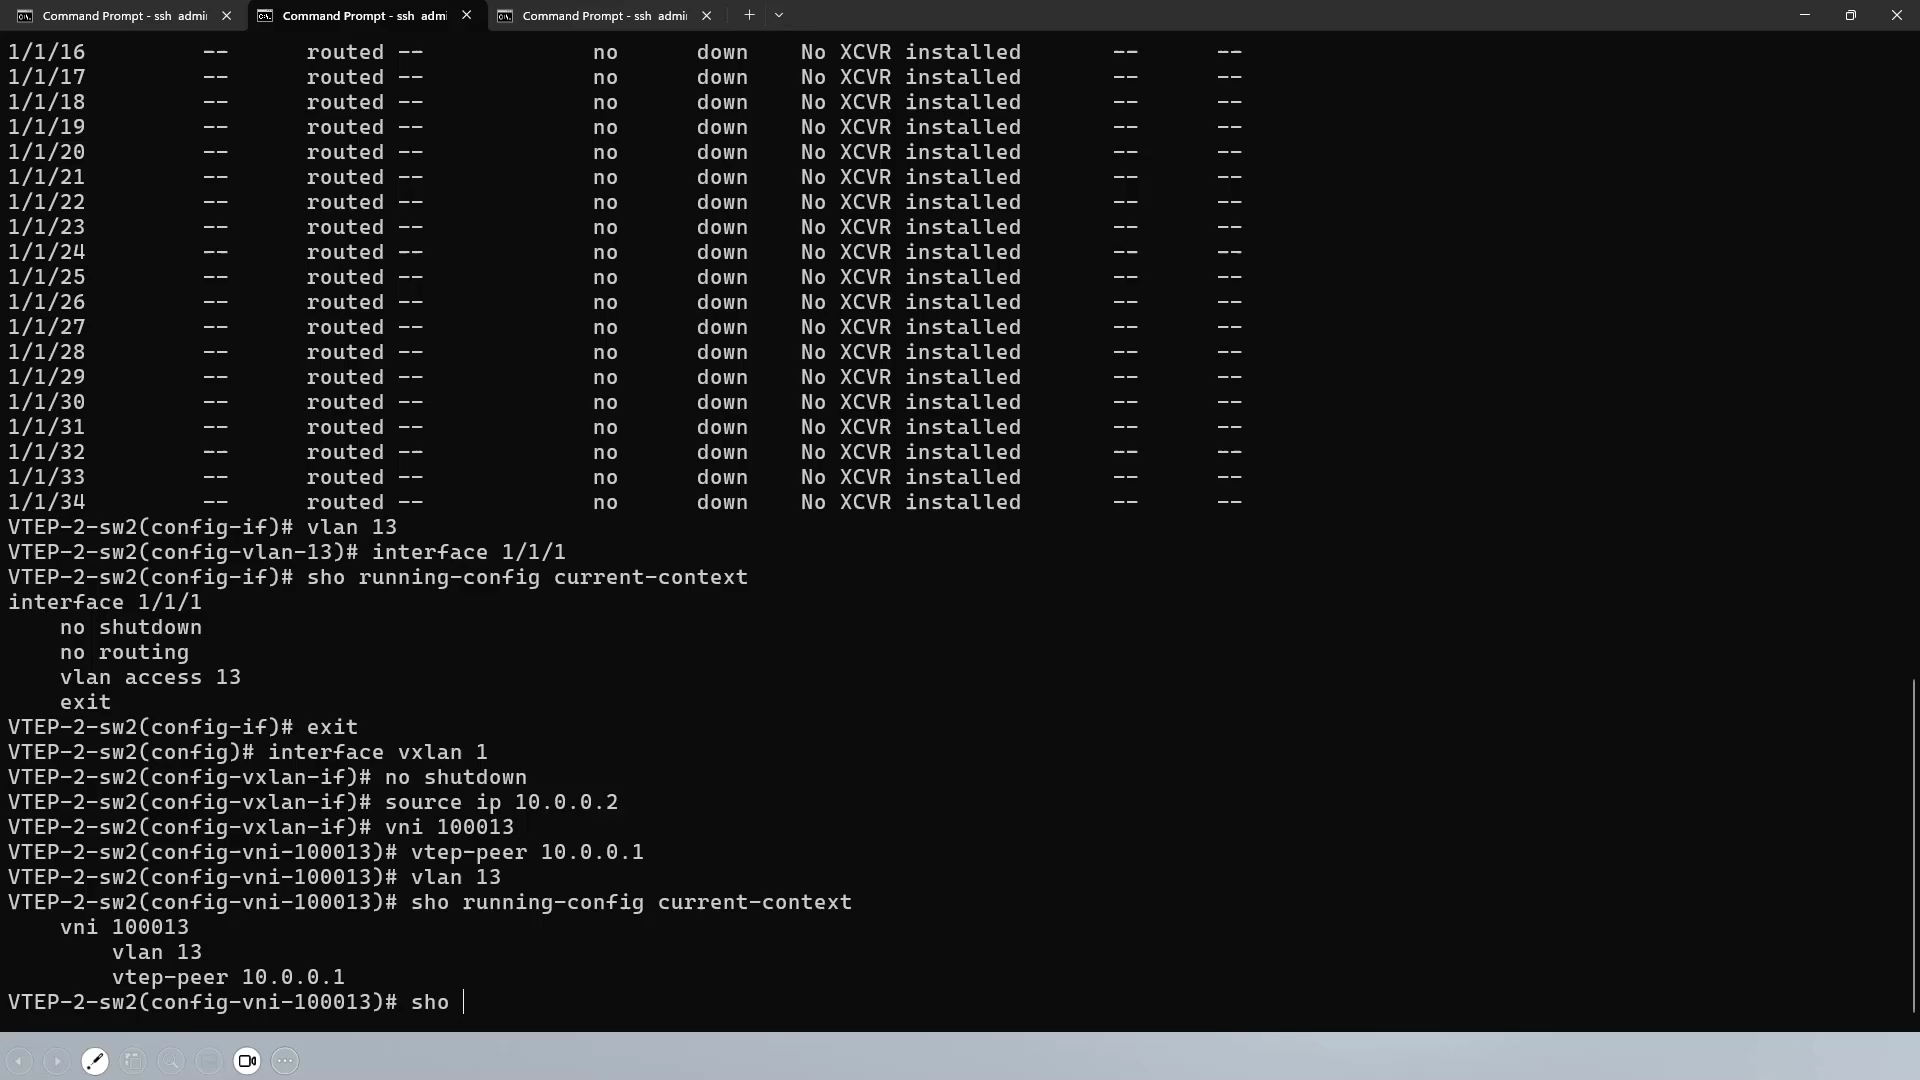 Command Prompt - ssh admi
Command Prompt - ssh admi
Command Prompt - ssh admi
1/1/16 -- routed -- no down No XCVR installed -- --
1/1/17 -- routed -- no down No XCVR installed -- --
1/1/18 -- routed -- no down No XCVR installed -- --
1/1/19 -- routed -- no down No XCVR installed -- --
1/1/20 -- routed -- no down No XCVR installed -- --
1/1/21 -- routed -- no down No XCVR installed -- --
1/1/22 -- routed -- no down No XCVR installed -- --
1/1/23 -- routed -- no down No XCVR installed -- --
1/1/24 -- routed -- no down No XCVR installed -- --
1/1/25 -- routed -- no down No XCVR installed -- --
1/1/26 -- routed -- no down No XCVR installed -- --
1/1/27 -- routed -- no down No XCVR installed -- --
1/1/28 -- routed -- no down No XCVR installed -- --
1/1/29 -- routed -- no down No XCVR installed -- --
1/1/30 -- routed -- no down No XCVR installed -- --
1/1/31 -- routed -- no down No XCVR installed -- --
1/1/32 -- routed -- no down No XCVR installed -- --
1/1/33 -- routed -- no down No XCVR installed -- --
1/1/34 -- routed -- no down No XCVR installed -- --
VTEP-2-sw2(config-if)# vlan 13
VTEP-2-sw2(config-vlan-13)# interface 1/1/1
VTEP-2-sw2(config-if)# sho running-config current-context
interface 1/1/1
    no shutdown
    no routing
    vlan access 13
    exit
VTEP-2-sw2(config-if)# exit
VTEP-2-sw2(config)# interface vxlan 1
VTEP-2-sw2(config-vxlan-if)# no shutdown
VTEP-2-sw2(config-vxlan-if)# source ip 10.0.0.2
VTEP-2-sw2(config-vxlan-if)# vni 100013
VTEP-2-sw2(config-vni-100013)# vtep-peer 10.0.0.1
VTEP-2-sw2(config-vni-100013)# vlan 13
VTEP-2-sw2(config-vni-100013)# sho running-config current-context
    vni 100013
        vlan 13
        vtep-peer 10.0.0.1
VTEP-2-sw2(config-vni-100013)# sho